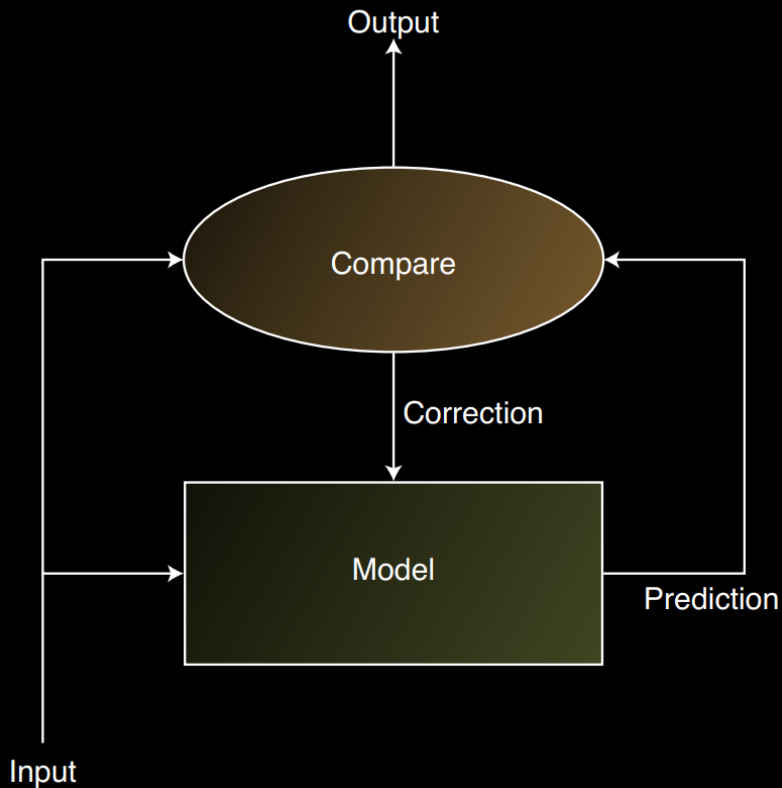 Output
Compare
Correction
Model
Prediction
Input